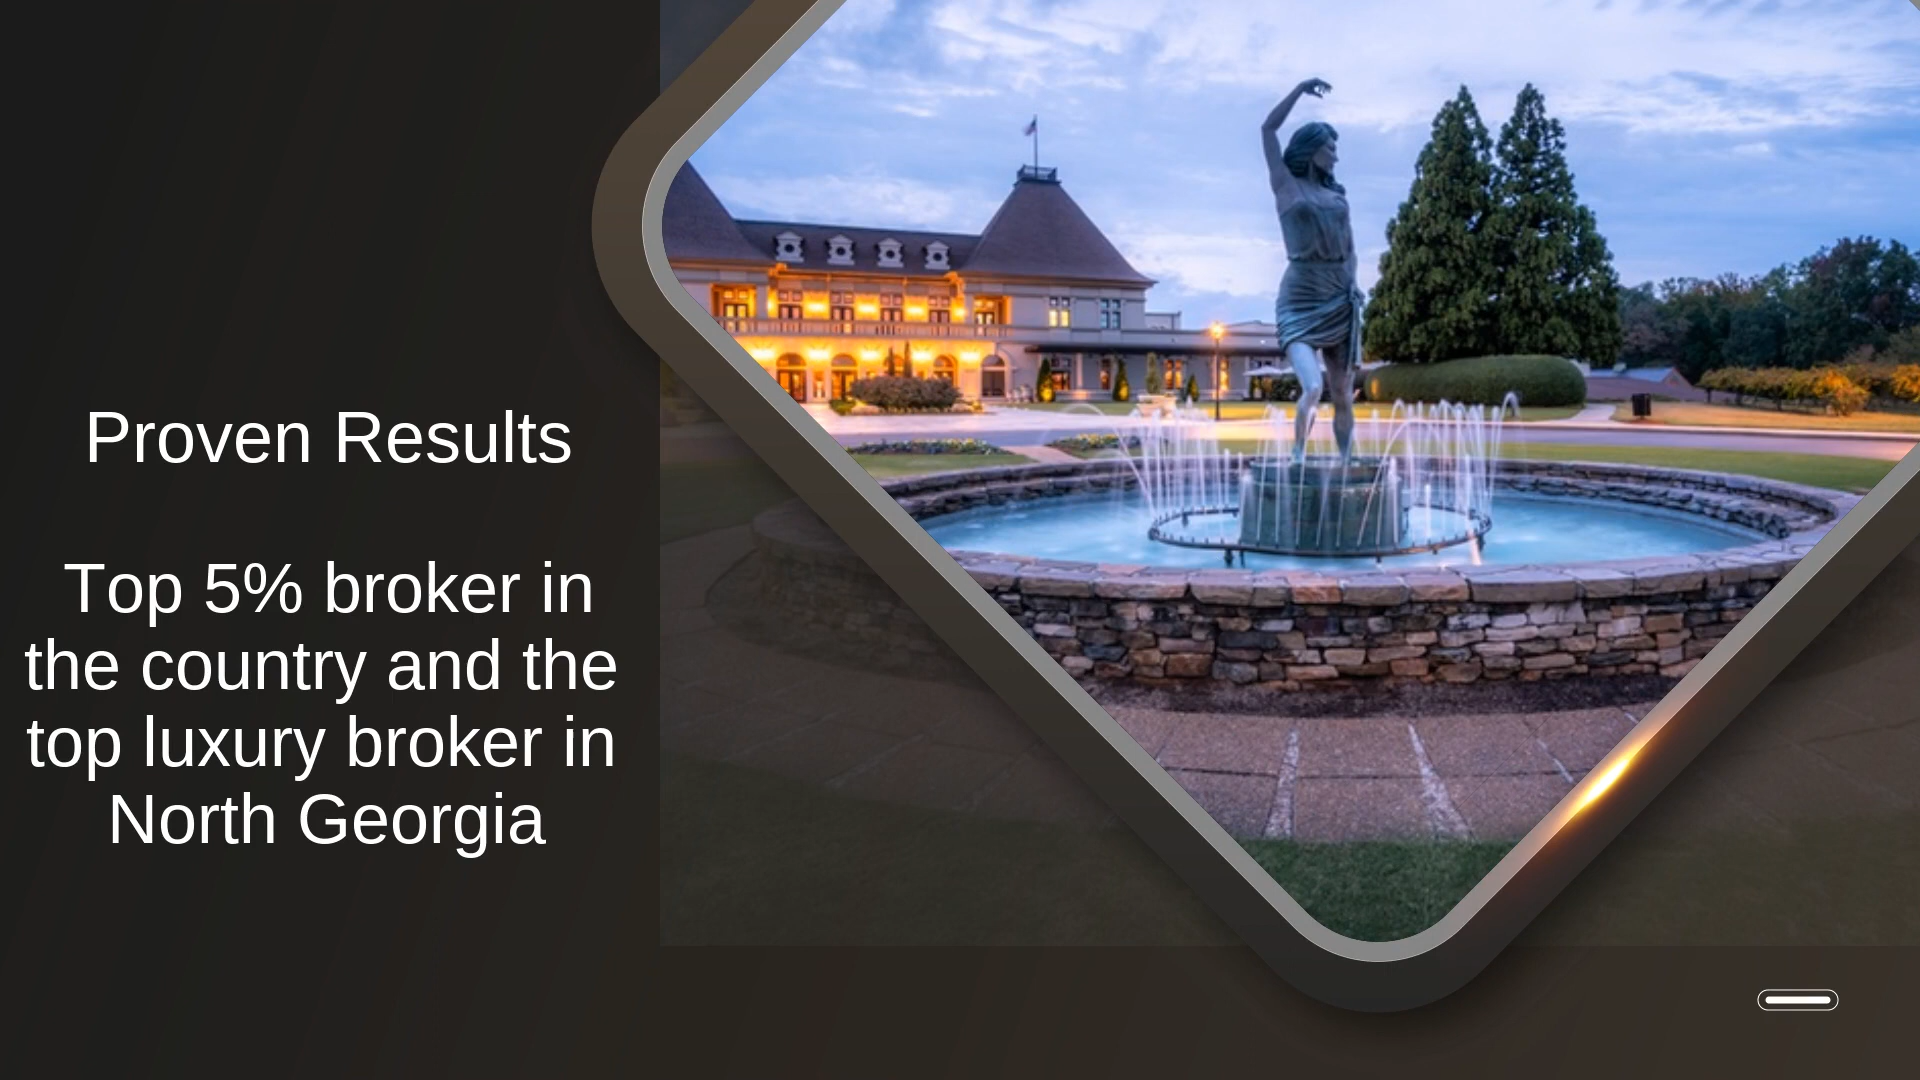 Proven Results
Top 5% broker in
the country and the
top luxury broker in
North Georgia